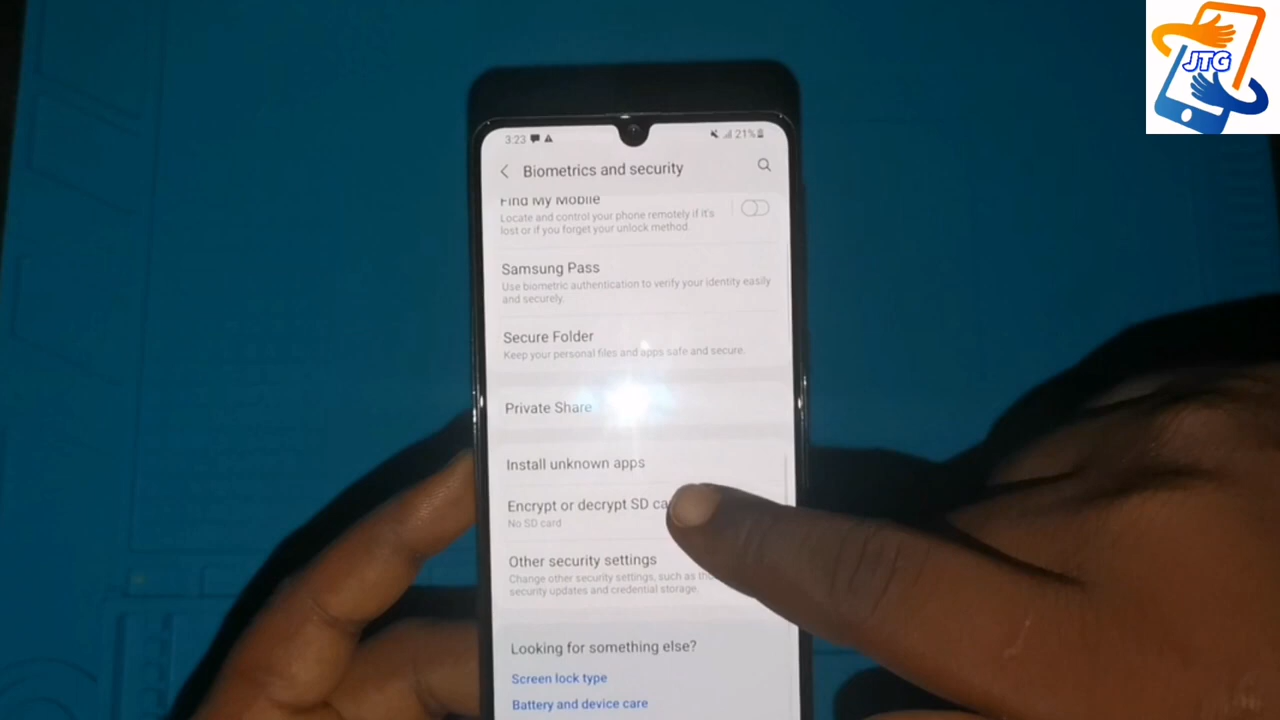 JTG
3:23
21%
Biometrics and security
Find My Mobile
Locate and control your phone remotely if it's
lost or if you forget your unlock method.
Samsung Pass
Use biometric authentication to verify your identity easily
and securely.
Secure Folder
Keep your personal files and apps safe and secure.
Private Share
Install unknown apps
Encrypt or decrypt SD ca
No SD card
Other security settings
Change other security settings, such as tho
security updates and credential storage.
Looking for something else?
Screen lock type
Battery and device care